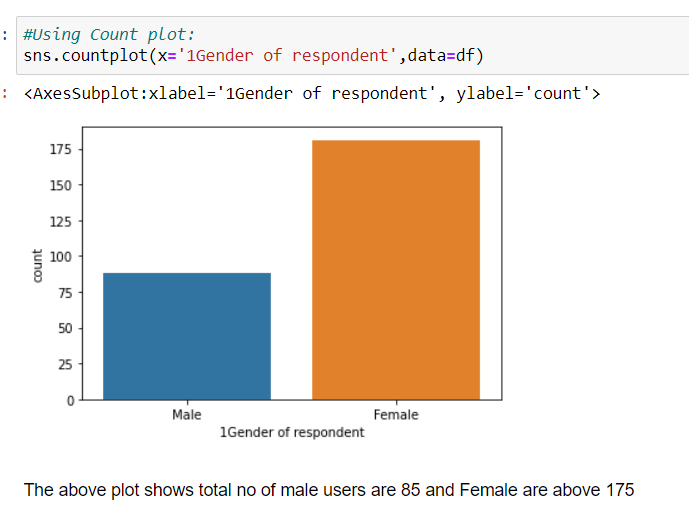 : #Using Count plot:
sns.countplot(x='1Gender of respondent',data=df)
: <AxesSubplot:xlabel='1Gender of respondent', ylabel='count'>
175
150
125
100
75
50
25
0
count
Male Female
1Gender of respondent
The above plot shows total no of male users are 85 and Female are above 175